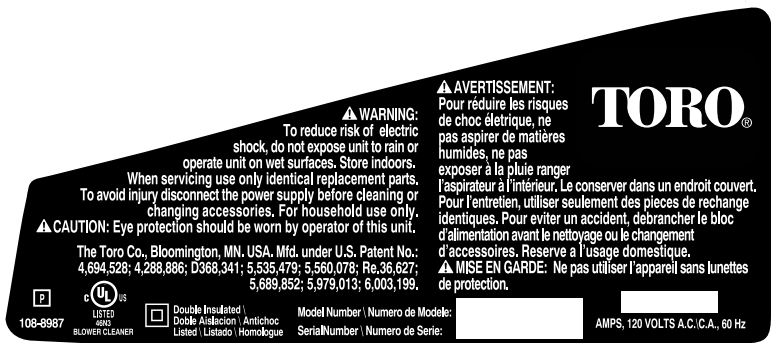 ⚠ WARNING:
To reduce risk of electric
shock, do not expose unit to rain or
operate unit on wet surfaces. Store indoors.
When servicing use only identical replacement parts.
To avoid injury disconnect the power supply before cleaning or
changing accessories. For household use only.
⚠ CAUTION: Eye protection should be worn by operator of this unit.
The Toro Co., Bloomington, MN. USA. Mfd. under U.S. Patent No.:
4,694,528; 4,288,886; D368,341; 5,535,479; 5,560,078; Re.36,627;
5,689,852; 5,979,013; 6,003,199.
⚠ AVERTISSEMENT:
Pour réduire les risques
de choc életrique, ne
pas aspirer de matières
humides, ne pas
exposer à la pluie ranger
l'aspirateur à l'intérieur. Le conserver dans un endroit couvert.
Pour l'entretien, utiliser seulement des pieces de rechange
identiques. Pour eviter un accident, debrancher le bloc
d'alimentation avant le nettoyage ou le changement
d'accessoires. Reserve a l'usage domestique.
⚠ MISE EN GARDE: Ne pas utiliser l'appareil sans lunettes
de protection.
TORO®
P
108-8987
C UL US
LISTED
46N3
BLOWER CLEANER
Double Insulated \
Doble Aislacion \ Antichoc
Listed \ Listado \ Homologue
Model Number \ Numero de Modele:
SerialNumber \ Numero de Serie:
AMPS, 120 VOLTS A.C.\C.A., 60 Hz